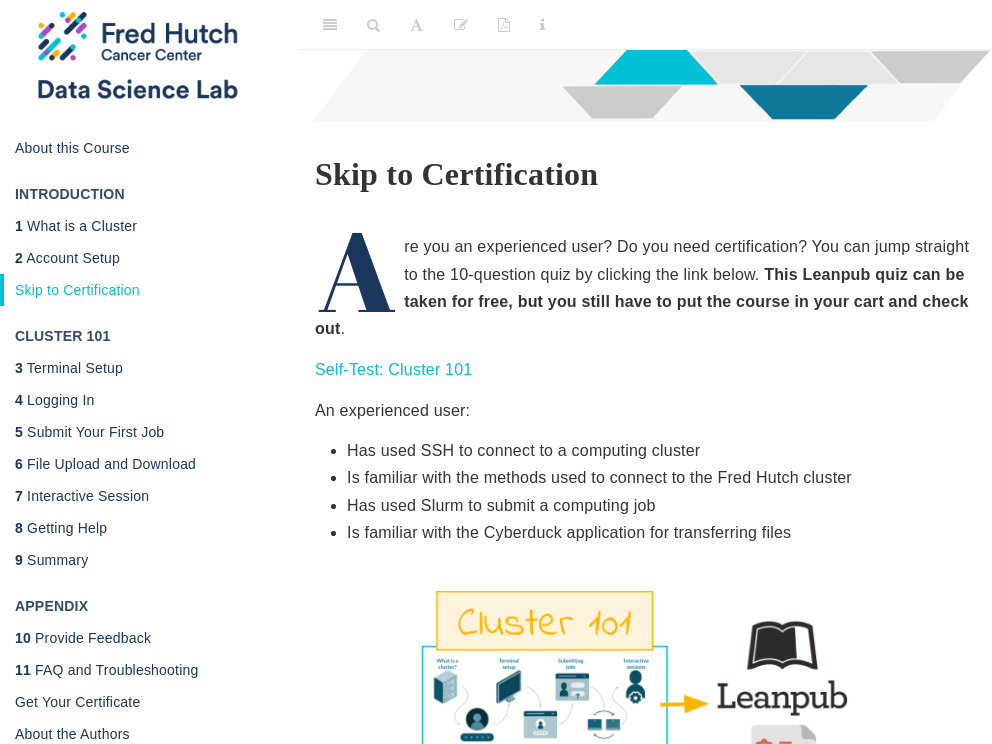 Fred Hutch
Cancer Center
Data Science Lab
About this Course
INTRODUCTION
1 What is a Cluster
2 Account Setup
Skip to Certification
CLUSTER 101
3 Terminal Setup
4 Logging In
5 Submit Your First Job
6 File Upload and Download
7 Interactive Session
8 Getting Help
9 Summary
APPENDIX
10 Provide Feedback
11 FAQ and Troubleshooting
Get Your Certificate
About the Authors
Skip to Certification
Are you an experienced user? Do you need certification? You can jump straight
to the 10-question quiz by clicking the link below. This Leanpub quiz can be
taken for free, but you still have to put the course in your cart and check
out.
Self-Test: Cluster 101
An experienced user:
Has used SSH to connect to a computing cluster
Is familiar with the methods used to connect to the Fred Hutch cluster
Has used Slurm to submit a computing job
Is familiar with the Cyberduck application for transferring files
Cluster 101
What is a cluster?
Terminal setup
Submitting jobs
Interactive sessions
Leanpub